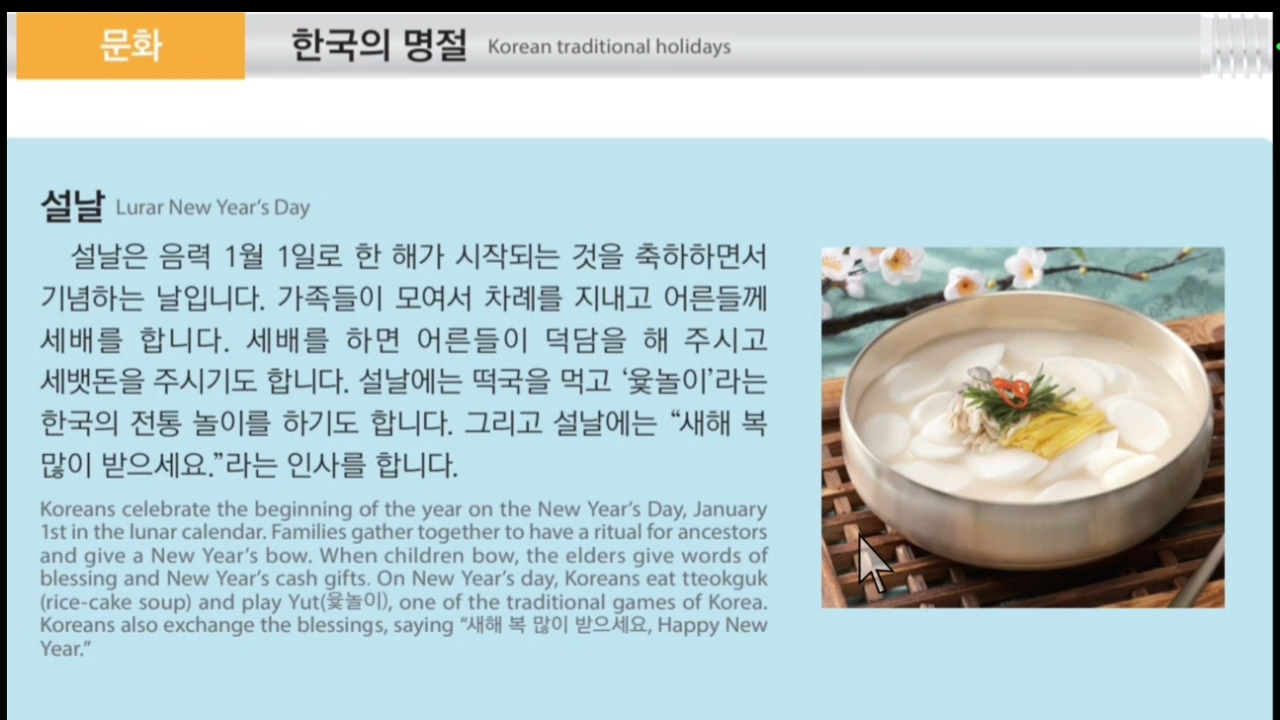 문화
한국의 명절 Korean traditional holidays
설날 Lurar New Year's Day
설날은 음력 1월 1일로 한 해가 시작되는 것을 축하하면서
기념하는 날입니다. 가족들이 모여서 차례를 지내고 어른들께
세배를 합니다. 세배를 하면 어른들이 덕담을 해 주시고
세뱃돈을 주시기도 합니다. 설날에는 떡국을 먹고 ‘윷놀이’라는
한국의 전통 놀이를 하기도 합니다. 그리고 설날에는 “새해 복
많이 받으세요.”라는 인사를 합니다.
Koreans celebrate the beginning of the year on the New Year's Day, January
1st in the lunar calendar. Families gather together to have a ritual for ancestors
and give a New Year's bow. When children bow, the elders give words of
blessing and New Year's cash gifts. On New Year's day, Koreans eat tteokguk
(rice-cake soup) and play Yut(윷놀이), one of the traditional games of Korea.
Koreans also exchange the blessings, saying “새해 복 많이 받으세요, Happy New
Year.”